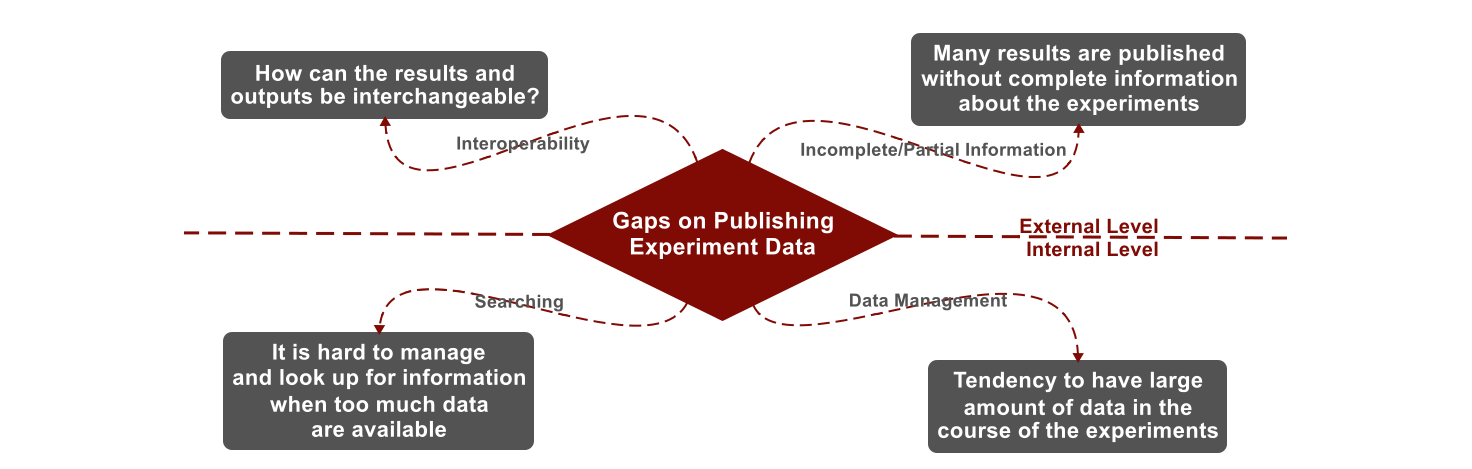 How can the results and
outputs be interchangeable?
Many results are published
without complete information
about the experiments
Interoperability
Incomplete/Partial Information
Gaps on Publishing
Experiment Data
External Level
Internal Level
Searching
Data Management
It is hard to manage
and look up for information
when too much data
are available
Tendency to have large
amount of data in the
course of the experiments